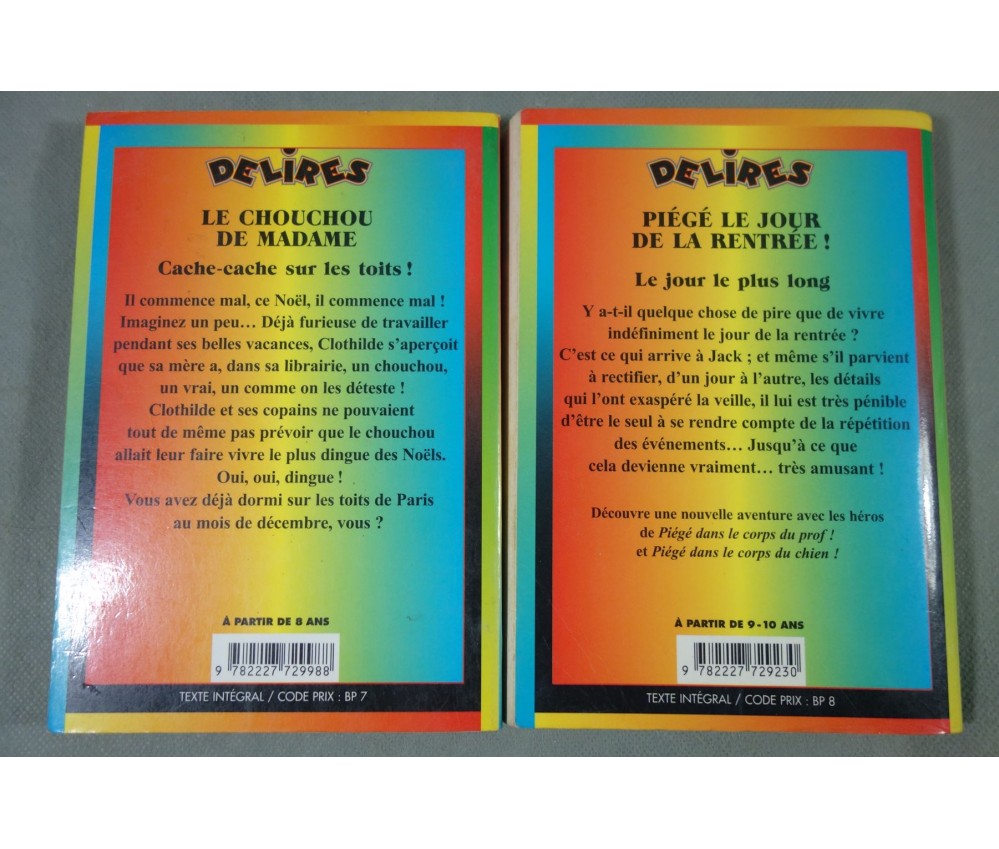 DELIRES
LE CHOUCHOU
DE MADAME
Cache-cache sur les toits !
Il commence mal, ce Noël, il commence mal !
Imaginez un peu… Déjà furieuse de travailler
pendant ses belles vacances, Clothilde s'aperçoit
que sa mère a, dans sa librairie, un chouchou,
un vrai, un comme on les déteste !
Clothilde et ses copains ne pouvaient
tout de même pas prévoir que le chouchou
allait leur faire vivre le plus dingue des Noëls.
Oui, oui, dingue !
Vous avez déjà dormi sur les toits de Paris
au mois de décembre, vous ?
À PARTIR DE 8 ANS
9 782227 729988
TEXTE INTÉGRAL / CODE PRIX : BP 7
DELIRES
PIÉGÉ LE JOUR
DE LA RENTRÉE !
Le jour le plus long
Y a-t-il quelque chose de pire que de vivre
indéfiniment le jour de la rentrée ?
C'est ce qui arrive à Jack ; et même s'il parvient
à rectifier, d'un jour à l'autre, les détails
qui l'ont exaspéré la veille, il lui est très pénible
d'être le seul à se rendre compte de la répétition
des événements… Jusqu'à ce que
cela devienne vraiment… très amusant !
Découvre une nouvelle aventure avec les héros
de Piégé dans le corps du prof !
et Piégé dans le corps du chien !
À PARTIR DE 9 - 10 ANS
9 782227 729230
TEXTE INTÉGRAL / CODE PRIX : BP 8